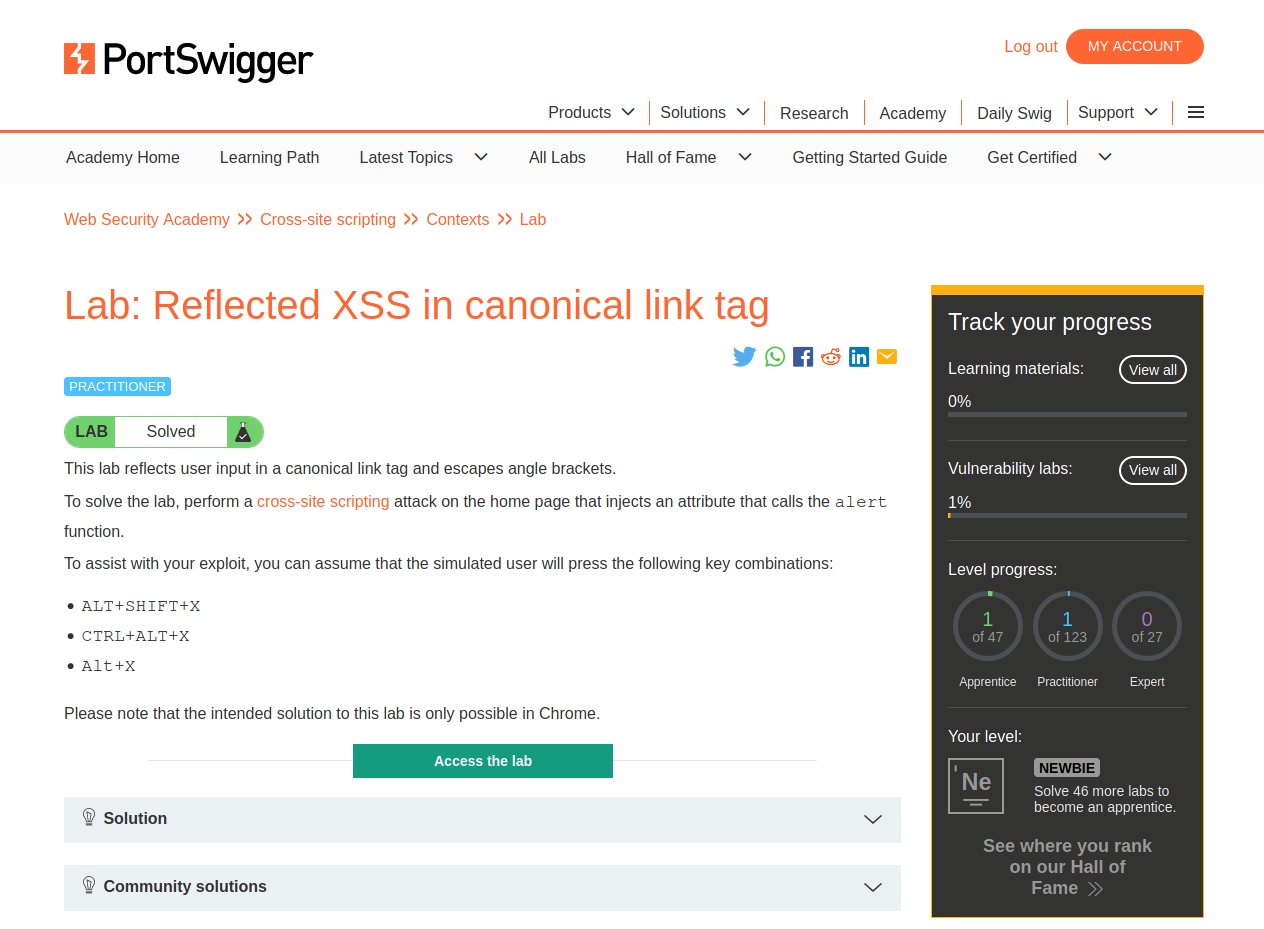 PortSwigger
Log out
MY ACCOUNT
Products
Solutions
Research
Academy
Daily Swig
Support
Academy Home
Learning Path
Latest Topics
All Labs
Hall of Fame
Getting Started Guide
Get Certified
Web Security Academy
Cross-site scripting
Contexts
Lab
Lab: Reflected XSS in canonical link tag
PRACTITIONER
LAB
Solved
This lab reflects user input in a canonical link tag and escapes angle brackets.
To solve the lab, perform a cross-site scripting attack on the home page that injects an attribute that calls the alert
function.
To assist with your exploit, you can assume that the simulated user will press the following key combinations:
ALT+SHIFT+X
CTRL+ALT+X
Alt+X
Please note that the intended solution to this lab is only possible in Chrome.
Access the lab
Solution
Community solutions
Track your progress
Learning materials:
View all
0%
Vulnerability labs:
View all
1%
Level progress:
1
of 47
Apprentice
1
of 123
Practitioner
0
of 27
Expert
Your level:
Ne
NEWBIE
Solve 46 more labs to
become an apprentice.
See where you rank
on our Hall of
Fame